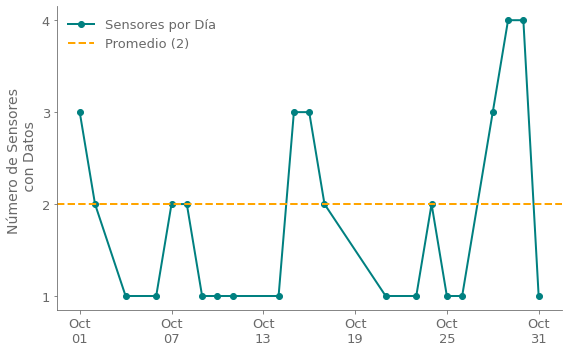 Sensores por Día
Promedio (2)
Número de Sensores
con Datos
4
3
2
1
Oct
01
Oct
07
Oct
13
Oct
19
Oct
25
Oct
31